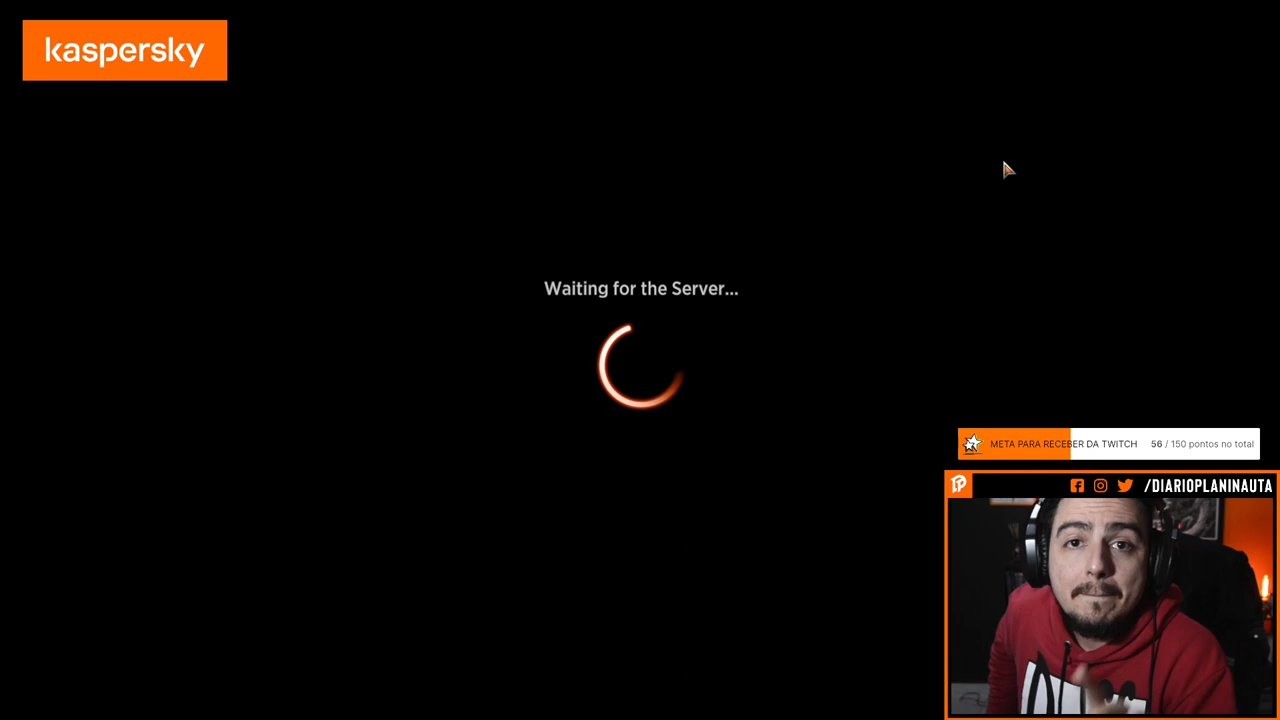 kaspersky
Waiting for the Server...
META PARA RECEBER DA TWITCH 56 / 150 pontos no total
/DIARIOPLANINAUTA